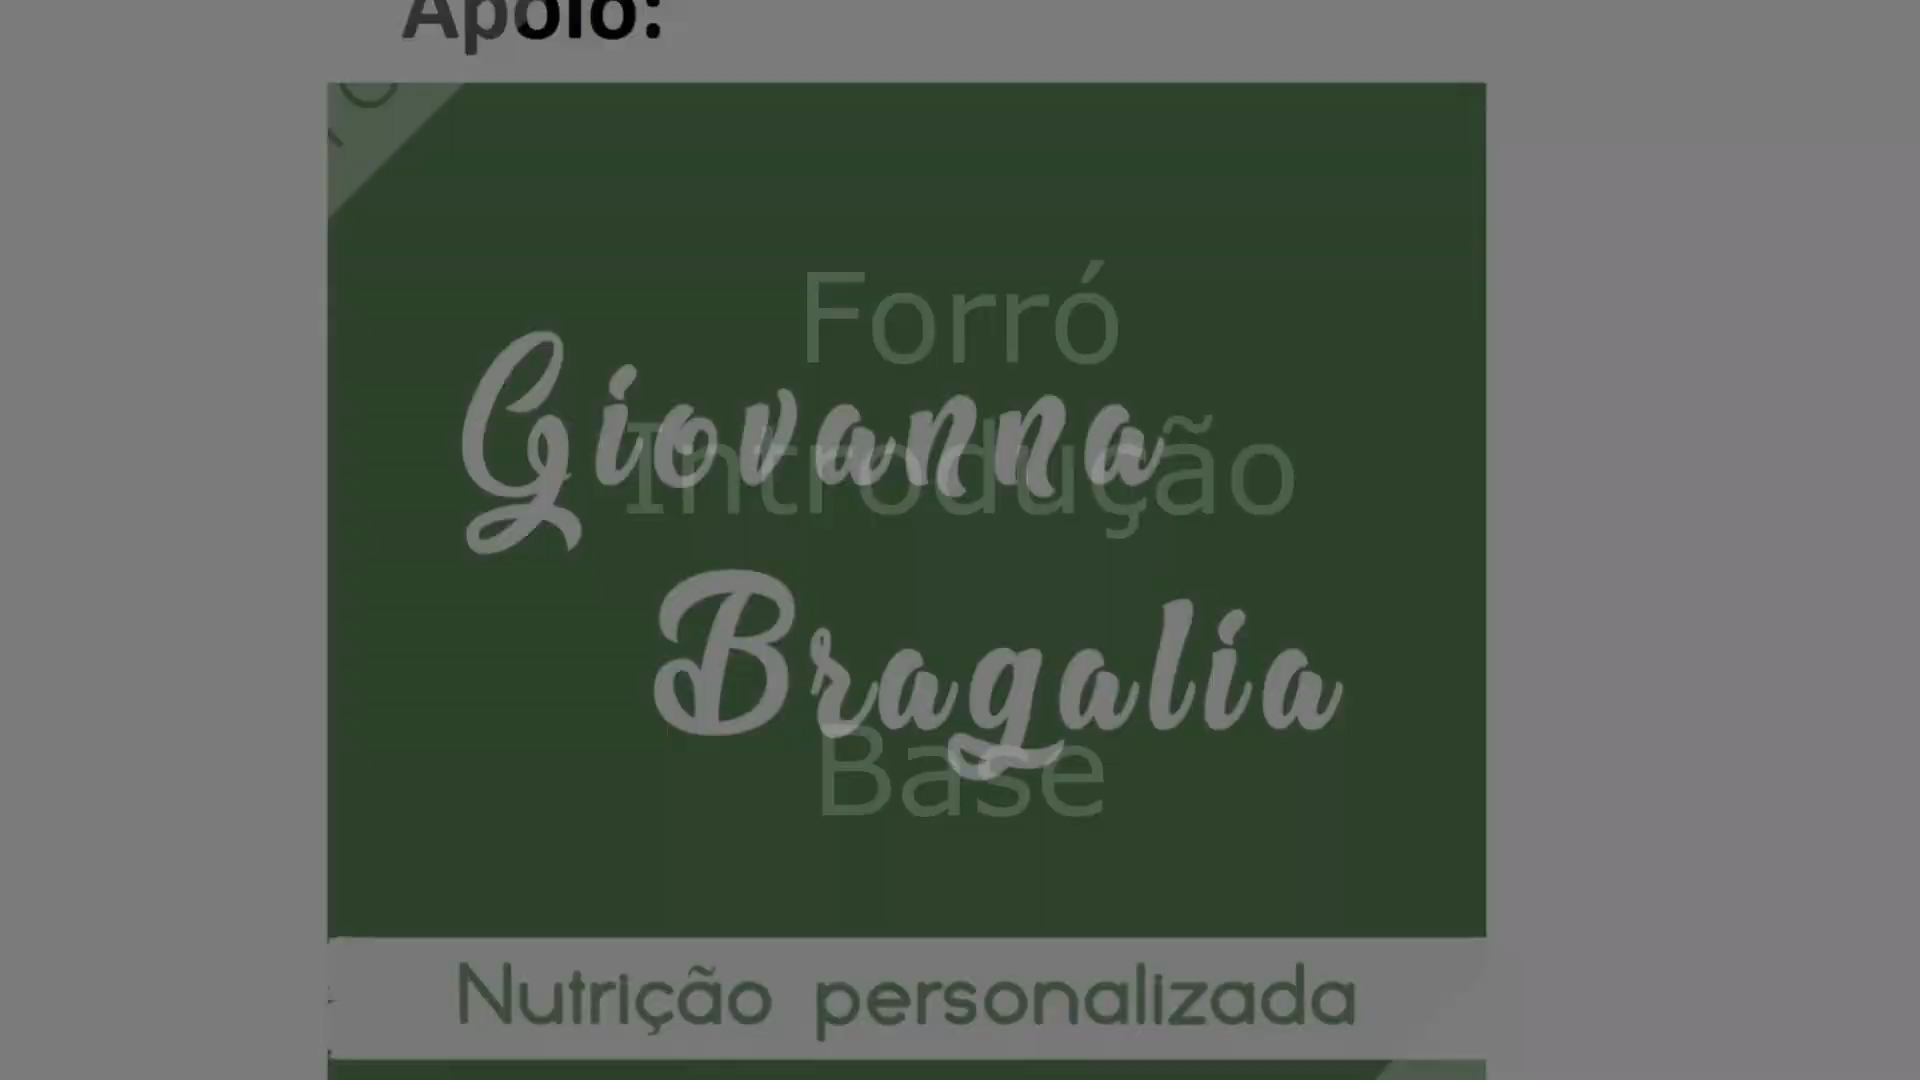 Apoio:
Forró
Giovanna
Introdução
Bragalia
Base
Nutrição personalizada